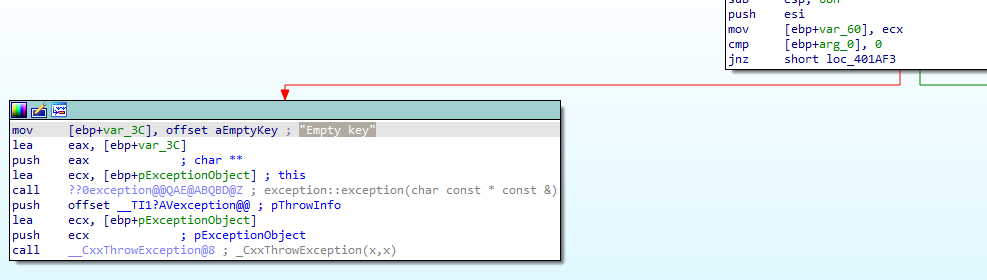 push    esi
mov     [ebp+var_60], ecx
cmp     [ebp+arg_0], 0
jnz     short loc_401AF3
mov     [ebp+var_3C], offset aEmptyKey ; "Empty key"
lea     eax, [ebp+var_3C]
push    eax             ; char **
lea     ecx, [ebp+pExceptionObject] ; this
call    ??0exception@@QAE@ABQBD@Z ; exception::exception(char const * const &)
push    offset __TI1?AVexception@@ ; pThrowInfo
lea     ecx, [ebp+pExceptionObject]
push    ecx             ; pExceptionObject
call    __CxxThrowException@8 ; _CxxThrowException(x,x)